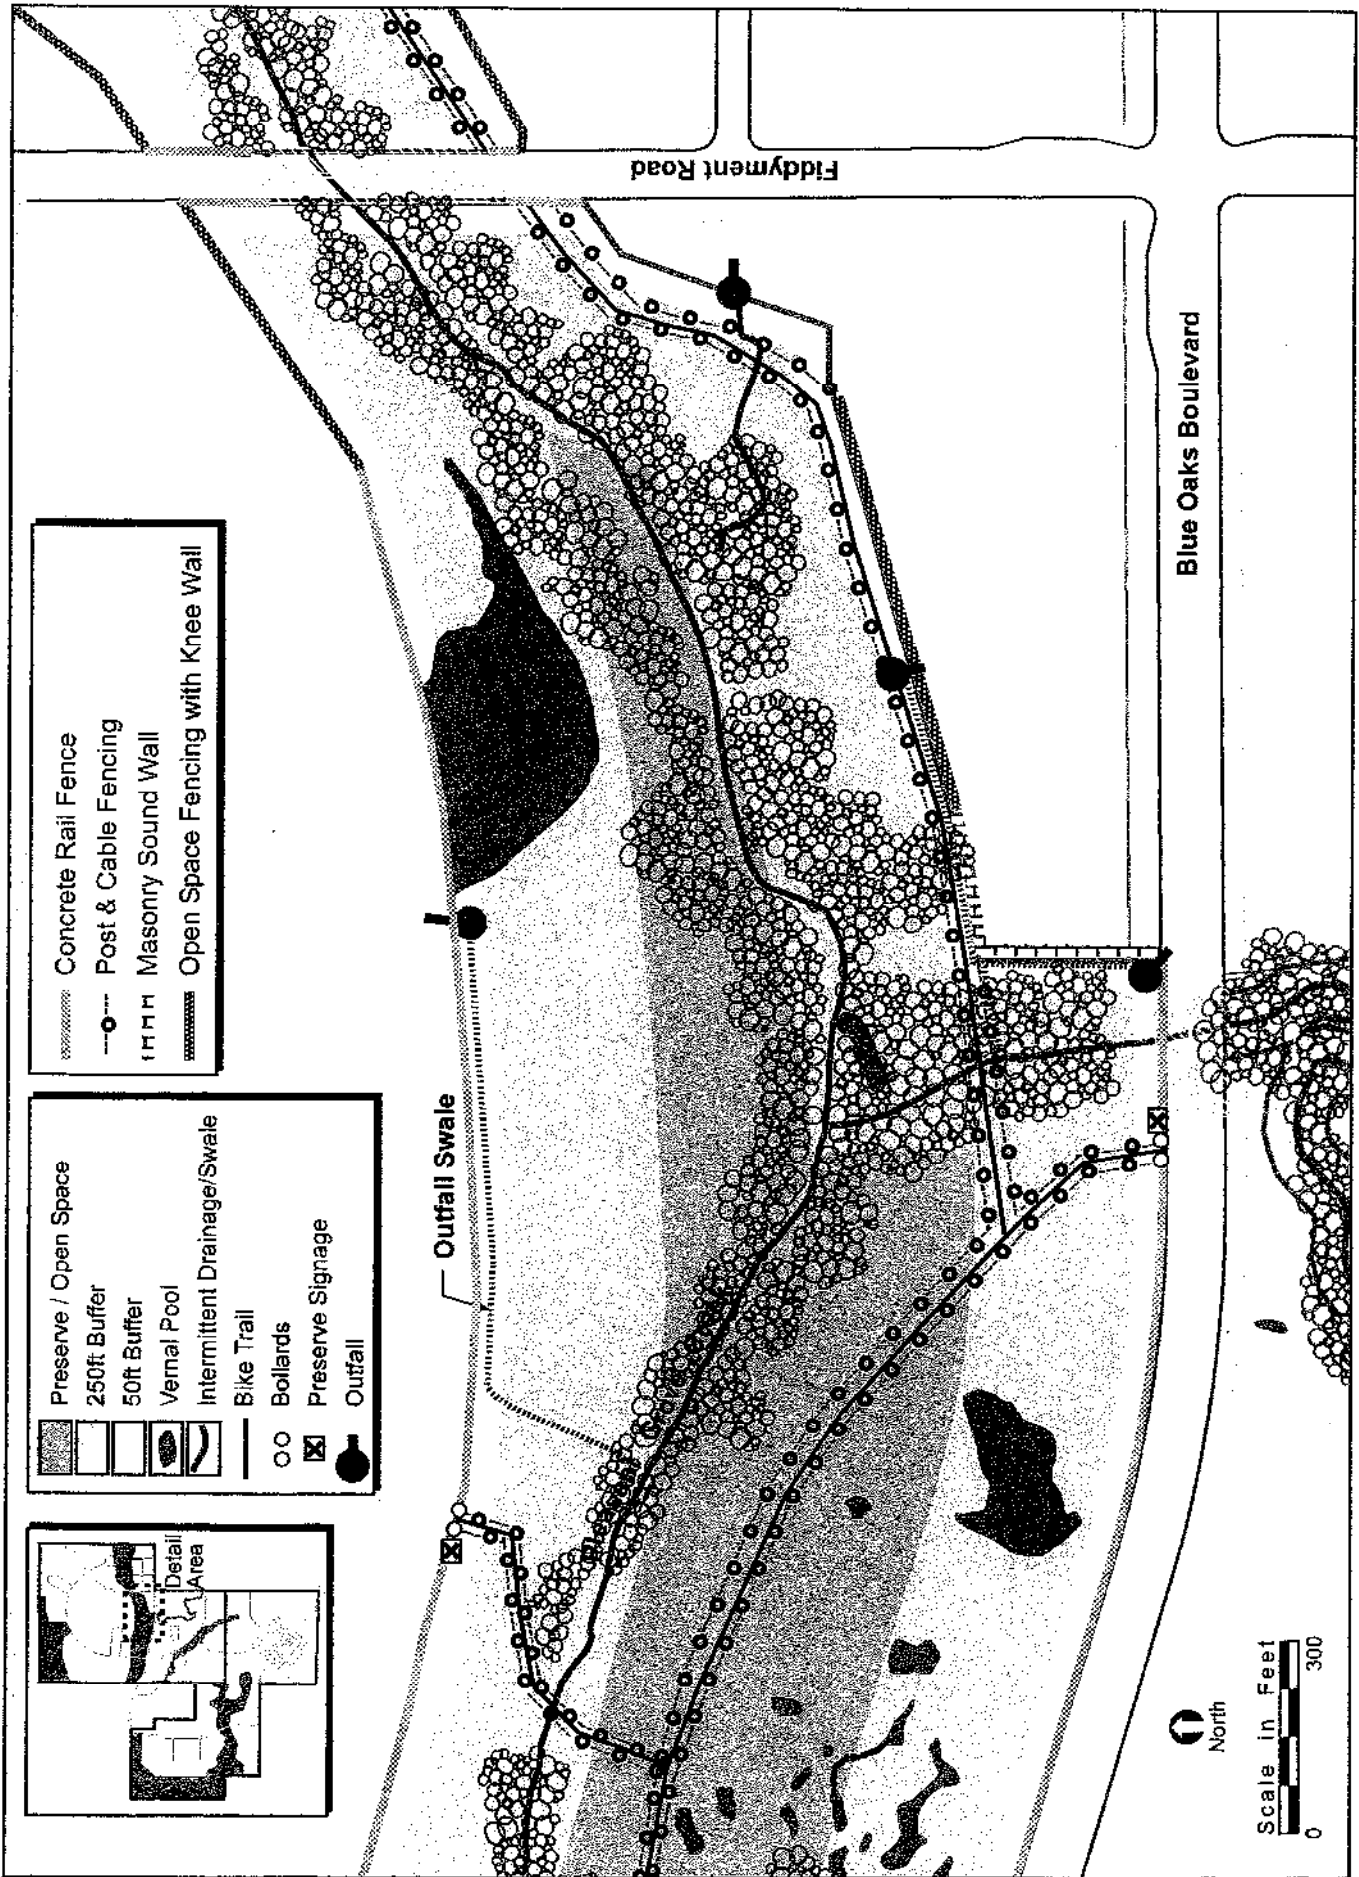 Detail
Area
Preserve / Open Space
250ft Buffer
50ft Buffer
Vernal Pool
Intermittent Drainage/Swale
Bike Trail
Bollards
Preserve Signage
Outfall
Concrete Rail Fence
Post & Cable Fencing
Masonry Sound Wall
Open Space Fencing with Knee Wall
Outfall Swale
Pleasant Grove
Fiddyment Road
Blue Oaks Boulevard
North
Scale in Feet
0 300